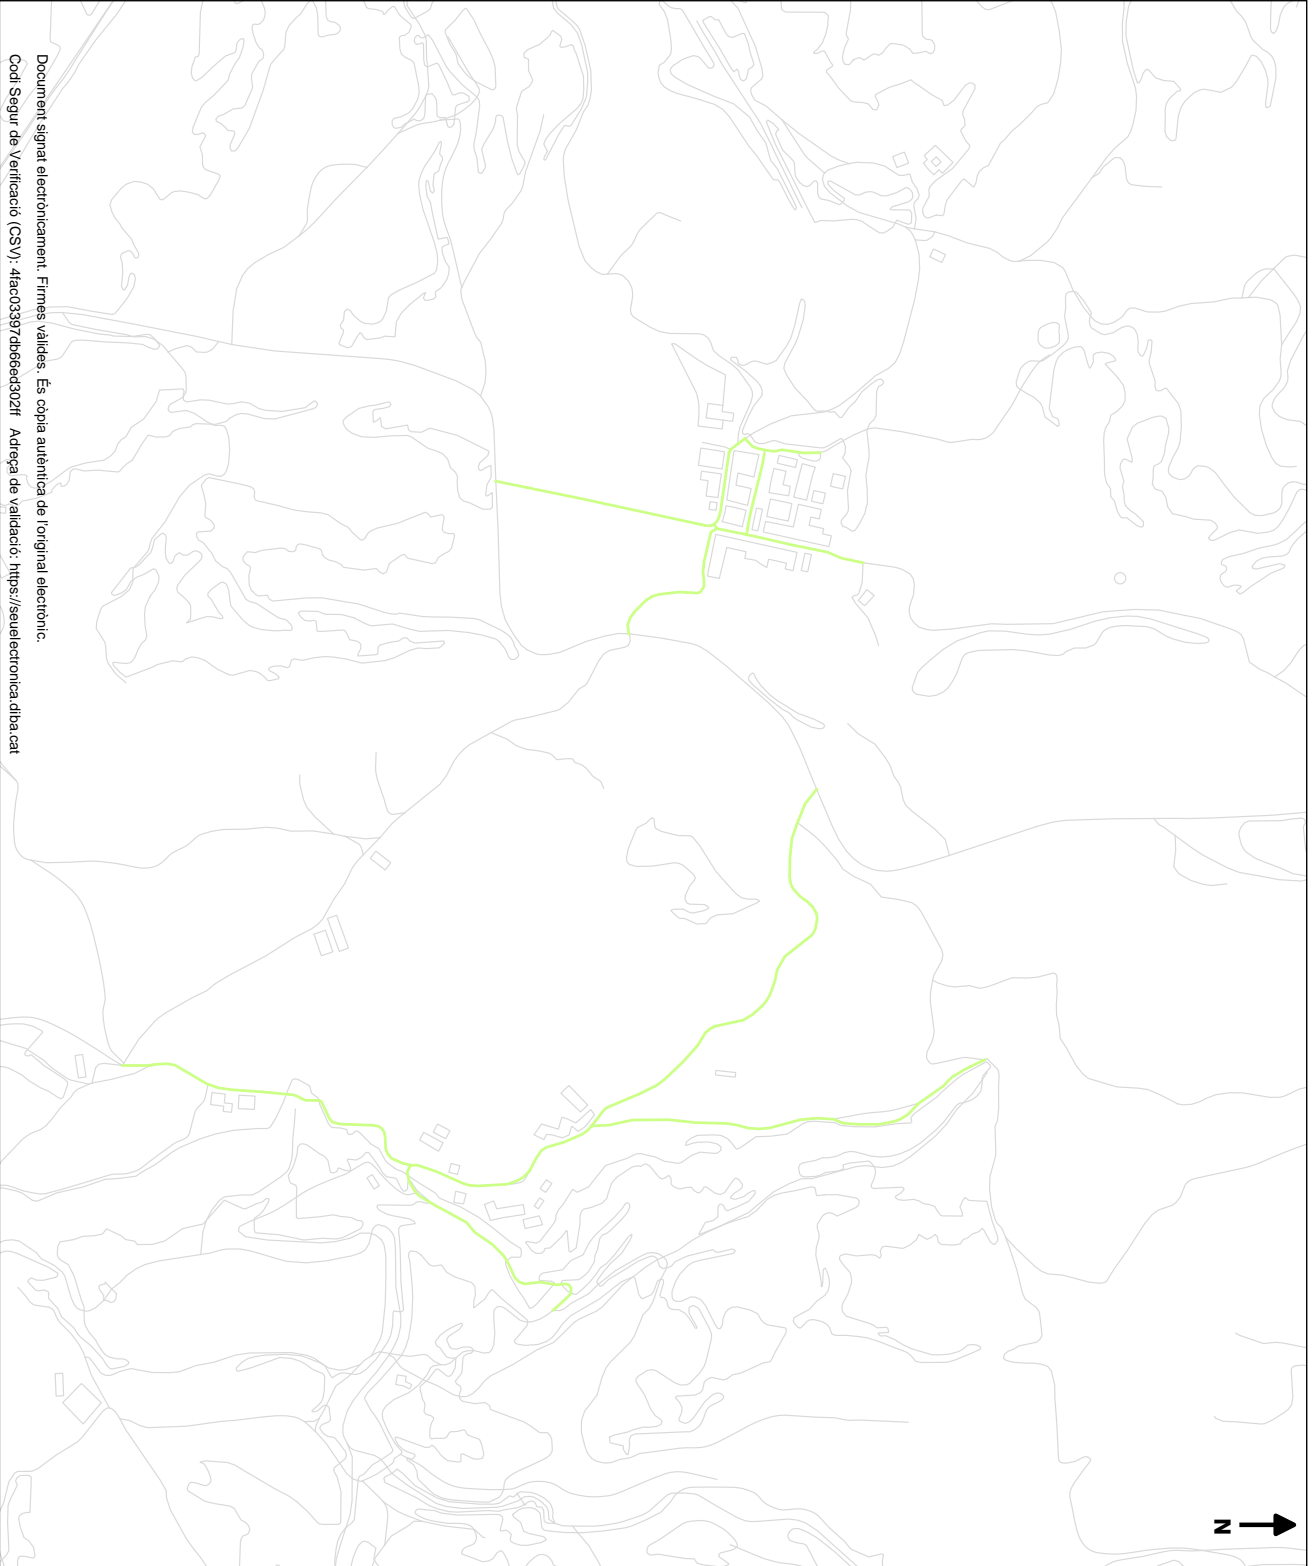 Document signat electrònicament. Firmes vàlides. És còpia autèntica de l'original electrònic.
Codi Segur de Verificació (CSV): 4fac03397db66ed302ff   Adreça de validació: https://seuelectronica.diba.cat
N